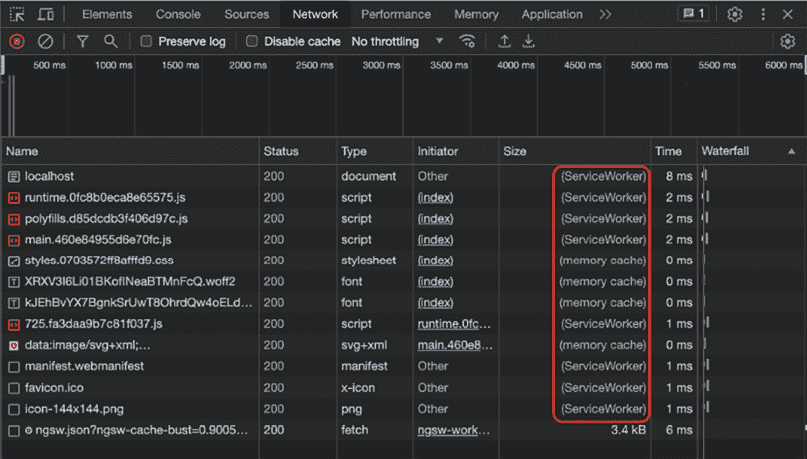 Elements Console Sources Network Performance Memory Application 1
Preserve log Disable cache No throttling
500 ms 1000 ms 1500 ms 2000 ms 2500 ms 3000 ms 3500 ms 4000 ms 4500 ms 5000 ms 5500 ms 6000 ms
Name Status Type Initiator Size Time Waterfall
localhost 200 document Other (ServiceWorker) 8 ms
runtime.0fc8b0eca8e65575.js 200 script (index) (ServiceWorker) 2 ms
polyfills.d85dcdb3f406d97c.js 200 script (index) (ServiceWorker) 2 ms
main.460e84955d6e70fc.js 200 script (index) (ServiceWorker) 2 ms
styles.0703572ff8afffd9.css 200 stylesheet (index) (memory cache) 0 ms
XRXV3I6Li01BKofINeaBTMnFcQ.woff2 200 font (index) (memory cache) 0 ms
kJEhBvYX7BgnkSrUwT8OhrdQw4oELd... 200 font (index) (memory cache) 0 ms
725.fa3daa9b7c81f037.js 200 script runtime.0fc... (ServiceWorker) 1 ms
data:image/svg+xml;... 200 svg+xml main.460e8... (memory cache) 0 ms
manifest.webmanifest 200 manifest Other (ServiceWorker) 1 ms
favicon.ico 200 x-icon Other (ServiceWorker) 1 ms
icon-144x144.png 200 png Other (ServiceWorker) 1 ms
ngsw.json?ngsw-cache-bust=0.9005... 200 fetch ngsw-work... 3.4 kB 6 ms